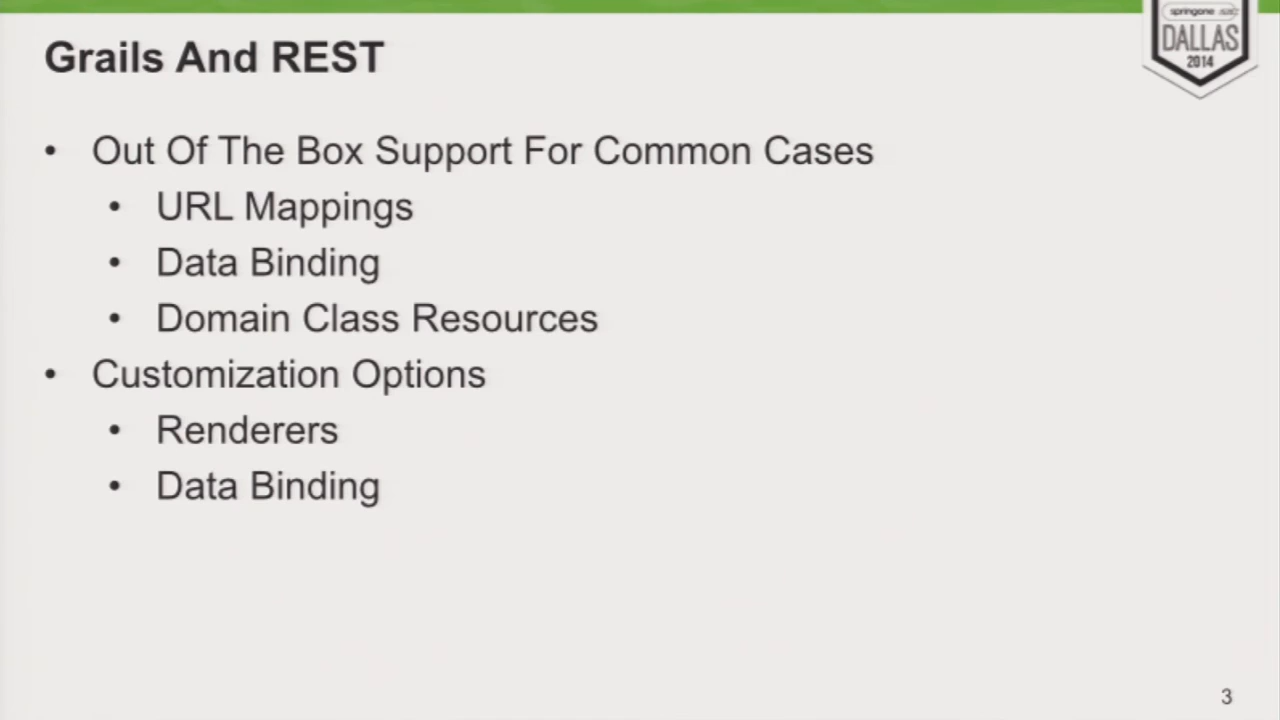 Grails And REST
springone
DALLAS
2014
• Out Of The Box Support For Common Cases
• URL Mappings
• Data Binding
• Domain Class Resources
• Customization Options
• Renderers
• Data Binding
3